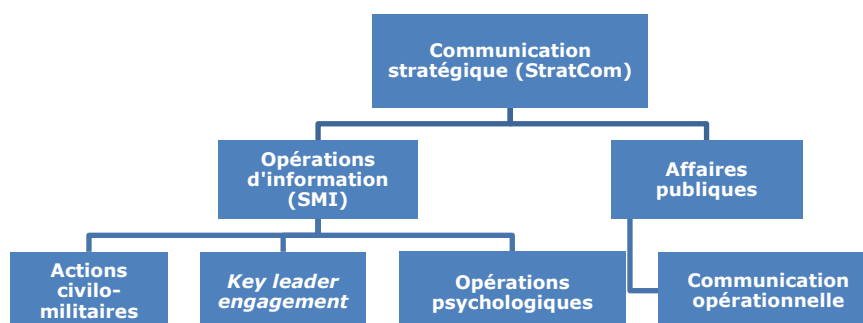 Communication
stratégique (StratCom)
Opérations
d'information
(SMI)
Affaires
publiques
Actions
civilo-
militaires
Key leader
engagement
Opérations
psychologiques
Communication
opérationnelle